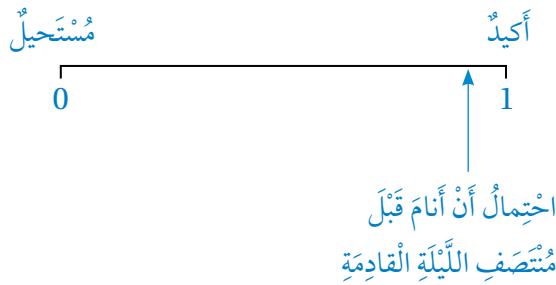 مُسْتَحيلٌ
أَكيدٌ
0
1
احْتِمالُ أَنْ أَنامَ قَبْلَ
مُنْتَصَفِ اللَّيْلَةِ الْقادِمَةِ